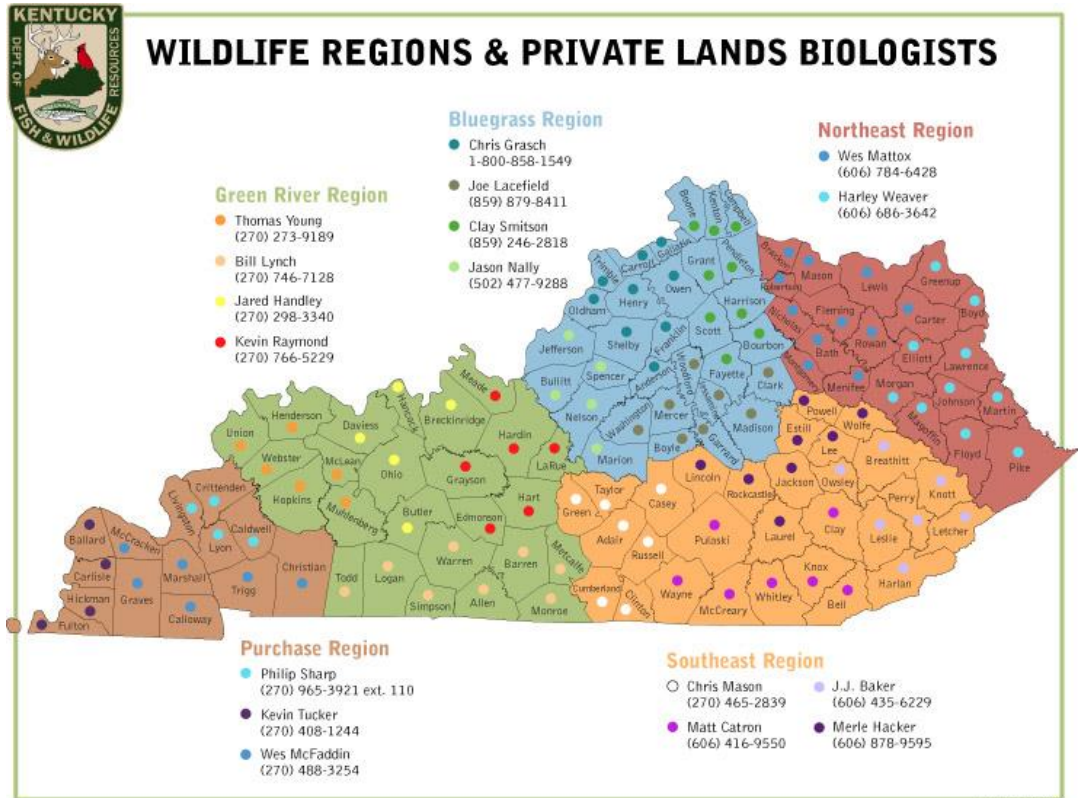 KENTUCKY
DEPT. OF
FISH & WILDLIFE
RESOURCES
WILDLIFE REGIONS & PRIVATE LANDS BIOLOGISTS
Bluegrass Region
Chris Grasch
1-800-858-1549
Joe Lacefield
(859) 879-8411
Clay Smitson
(859) 246-2818
Jason Nally
(502) 477-9288
Northeast Region
Wes Mattox
(606) 784-6428
Harley Weaver
(606) 686-3642
Green River Region
Thomas Young
(270) 273-9189
Bill Lynch
(270) 746-7128
Jared Handley
(270) 298-3340
Kevin Raymond
(270) 766-5229
Boone
Kenton
Campbell
Gallatin
Carroll
Trimble
Grant
Pendleton
Owen
Henry
Oldham
Harrison
Scott
Shelby
Franklin
Bourbon
Jefferson
Spencer
Anderson
Woodford
Fayette
Clark
Bullitt
Nelson
Washington
Mercer
Madison
Boyle
Garrard
Marion
Bracken
Mason
Robertson
Lewis
Greenup
Boyd
Nicholas
Fleming
Carter
Rowan
Bath
Elliott
Lawrence
Montgomery
Menifee
Morgan
Johnson
Martin
Magoffin
Floyd
Pike
Meade
Hancock
Breckinridge
Henderson
Daviess
Union
Webster
McLean
Ohio
Hardin
LaRue
Grayson
Hopkins
Muhlenberg
Butler
Edmonson
Hart
Warren
Barren
Metcalfe
Todd
Logan
Simpson
Allen
Monroe
Livingston
Crittenden
Caldwell
Lyon
Ballard
McCracken
Carlisle
Marshall
Trigg
Christian
Hickman
Graves
Calloway
Fulton
Powell
Wolfe
Estill
Lee
Breathitt
Lincoln
Rockcastle
Jackson
Owsley
Knott
Perry
Taylor
Green
Casey
Adair
Pulaski
Laurel
Clay
Leslie
Letcher
Russell
Cumberland
Clinton
Wayne
McCreary
Whitley
Knox
Bell
Harlan
Purchase Region
Philip Sharp
(270) 965-3921 ext. 110
Kevin Tucker
(270) 408-1244
Wes McFaddin
(270) 488-3254
Southeast Region
Chris Mason
(270) 465-2839
Matt Catron
(606) 416-9550
J.J. Baker
(606) 435-6229
Merle Hacker
(606) 878-9595